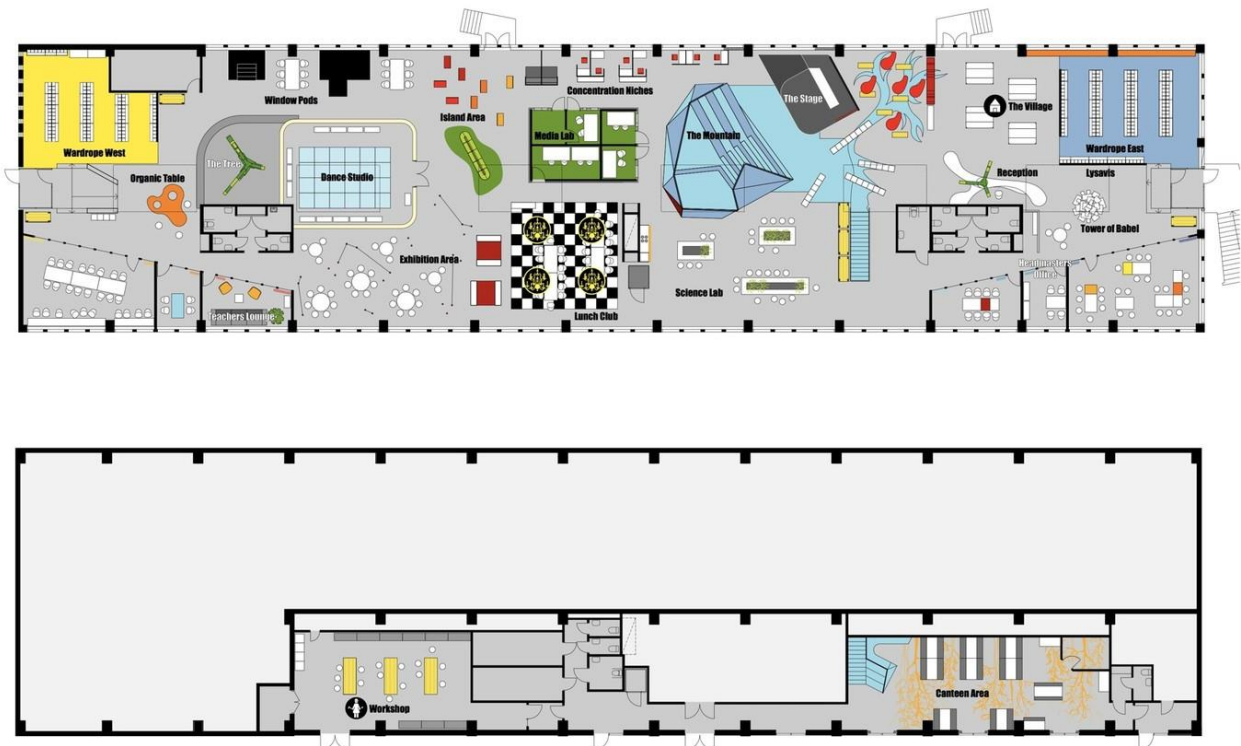 Window Pods
Island Area
Concentration Niches
The Stage
The Village
Wardrope West
The Tree
Organic Table
Dance Studio
Media Lab
The Mountain
Wardrope East
Reception
Lysavis
Tower of Babel
Exhibition Area
Science Lab
Headmasters
Office
Teachers Lounge
Lunch Club
Workshop
Canteen Area